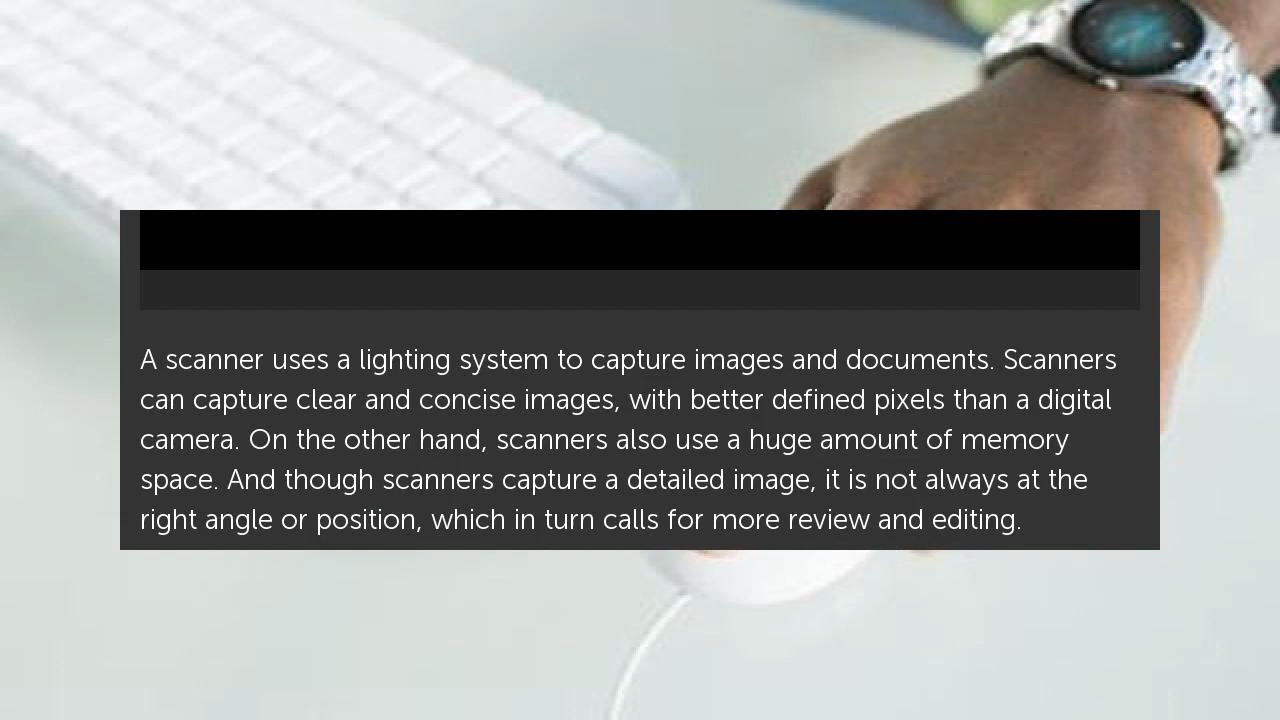 A scanner uses a lighting system to capture images and documents. Scanners
can capture clear and concise images, with better defined pixels than a digital
camera. On the other hand, scanners also use a huge amount of memory
space. And though scanners capture a detailed image, it is not always at the
right angle or position, which in turn calls for more review and editing.